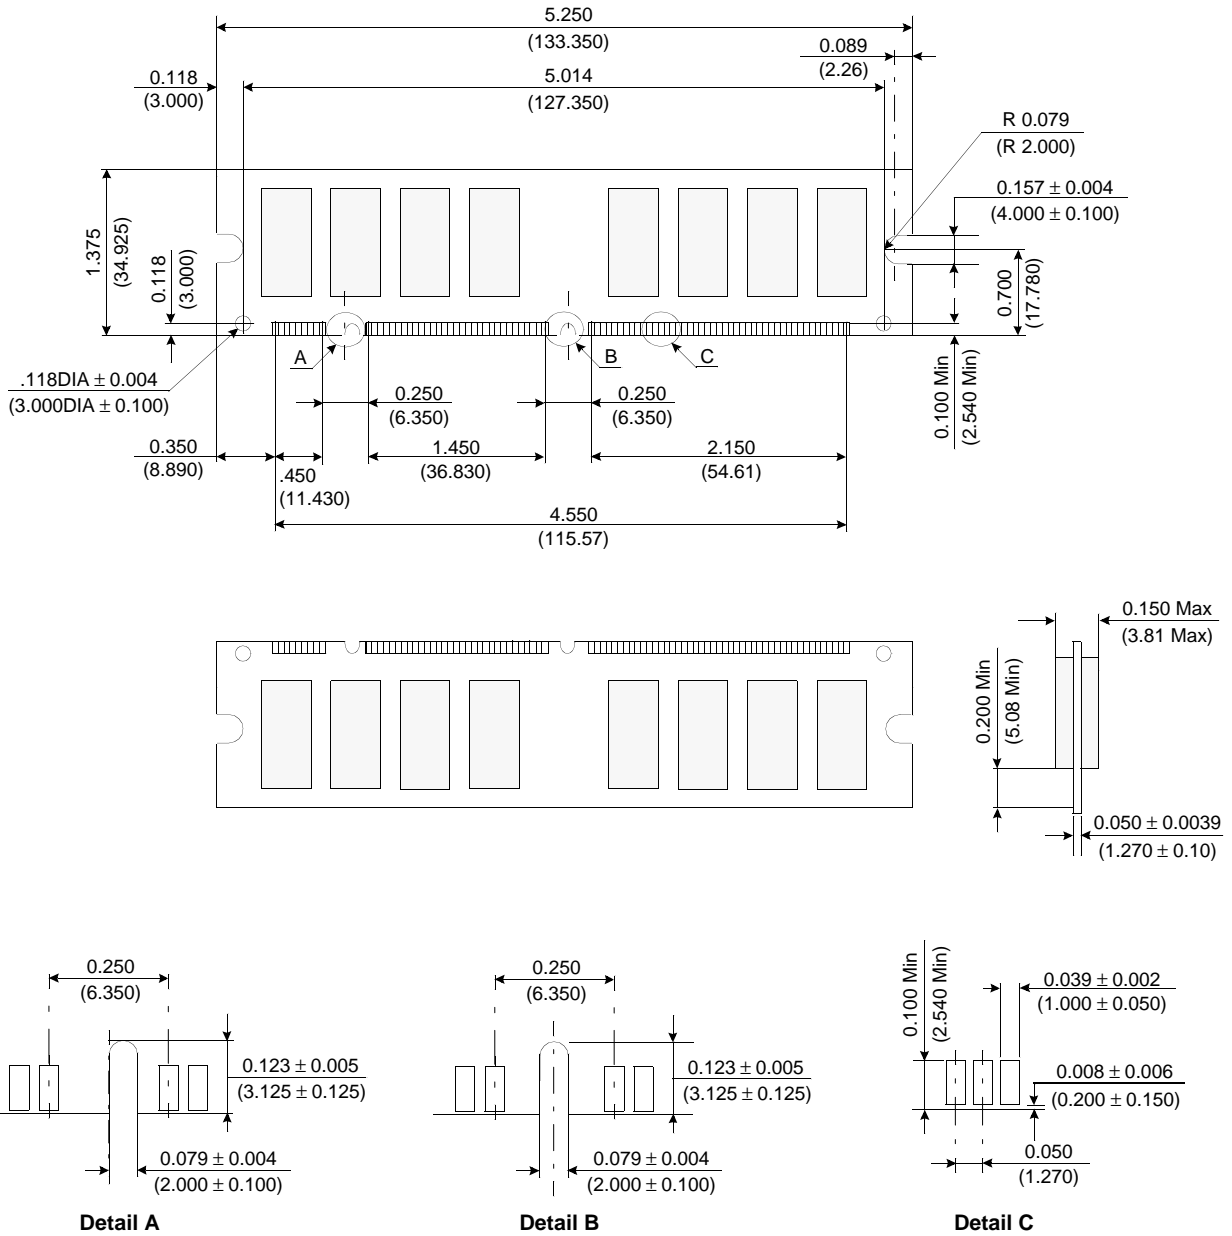 5.250
(133.350)
0.089
(2.26)
0.118
(3.000)
5.014
(127.350)
R 0.079
(R 2.000)
0.157 ± 0.004
(4.000 ± 0.100)
1.375
(34.925)
0.118
(3.000)
0.700
(17.780)
A
B
C
.118DIA ± 0.004
(3.000DIA ± 0.100)
0.250
(6.350)
0.250
(6.350)
0.100 Min
(2.540 Min)
0.350
(8.890)
.450
(11.430)
1.450
(36.830)
2.150
(54.61)
4.550
(115.57)
0.150 Max
(3.81 Max)
0.200 Min
(5.08 Min)
0.050 ± 0.0039
(1.270 ± 0.10)
0.250
(6.350)
0.123 ± 0.005
(3.125 ± 0.125)
0.079 ± 0.004
(2.000 ± 0.100)
Detail A
0.250
(6.350)
0.123 ± 0.005
(3.125 ± 0.125)
0.079 ± 0.004
(2.000 ± 0.100)
Detail B
0.100 Min
(2.540 Min)
0.039 ± 0.002
(1.000 ± 0.050)
0.008 ± 0.006
(0.200 ± 0.150)
0.050
(1.270)
Detail C